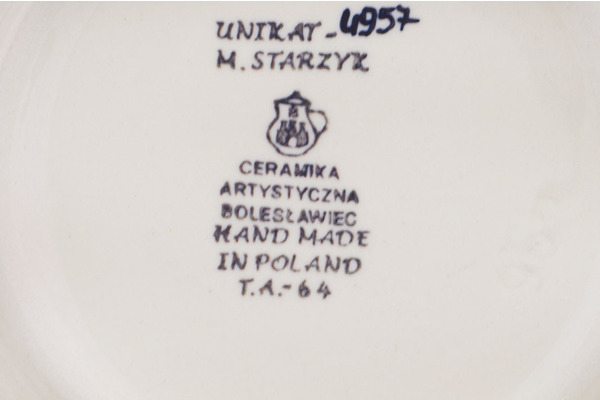 UNIKAT-4957
M. STARZYK
CERAMIKA
ARTYSTYCZNA
BOLESŁAWIEC
HAND MADE
IN POLAND
T.A.-64